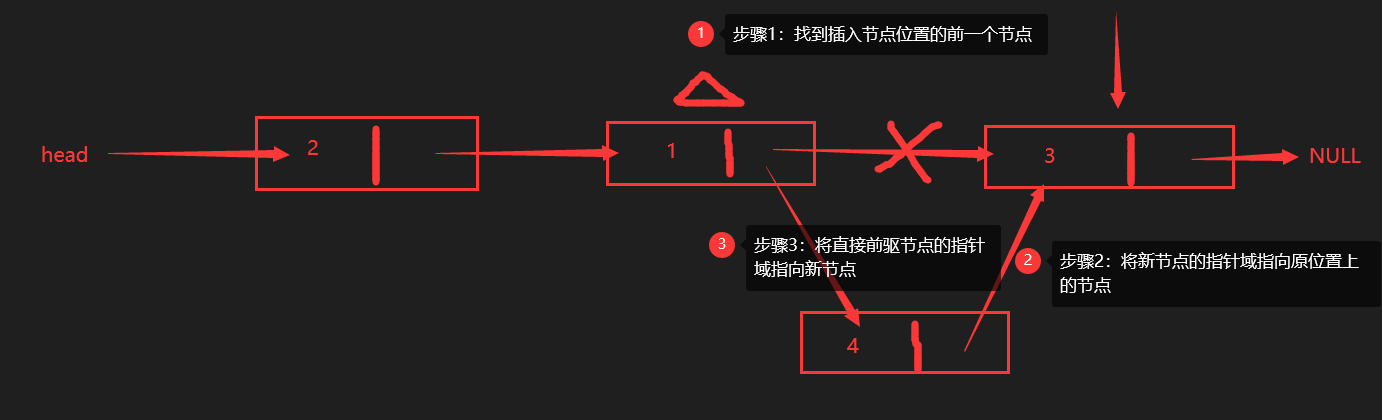 1 步骤1：找到插入节点位置的前一个节点
head
2
1
3
NULL
3 步骤3：将直接前驱节点的指针
域指向新节点
2 步骤2：将新节点的指针域指向原位置上
的节点
4